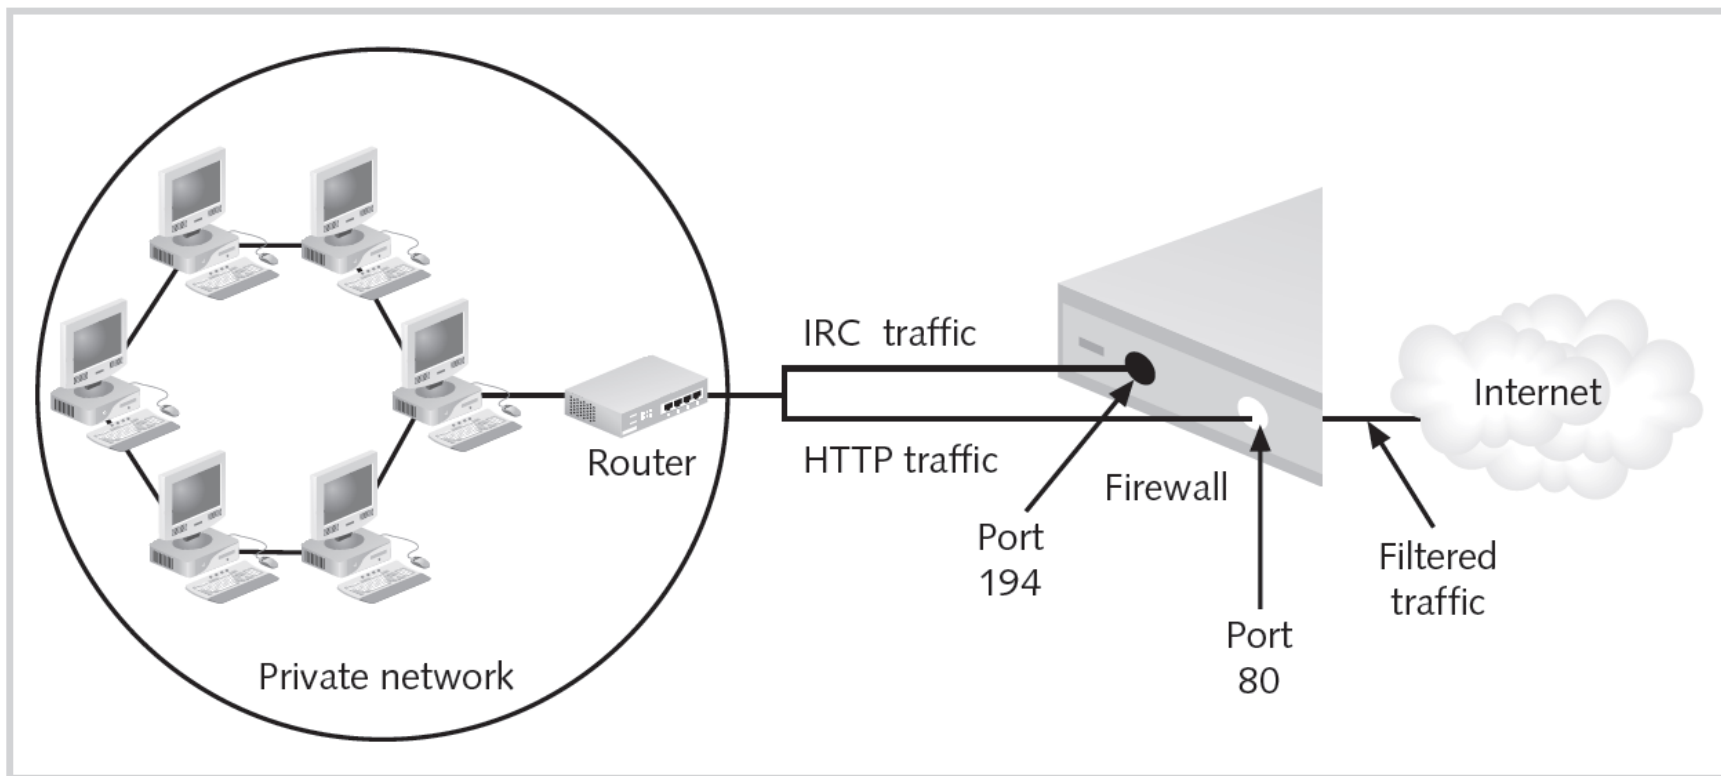 IRC traffic
HTTP traffic
Router
Private network
Port
194
Firewall
Port
80
Filtered
traffic
Internet